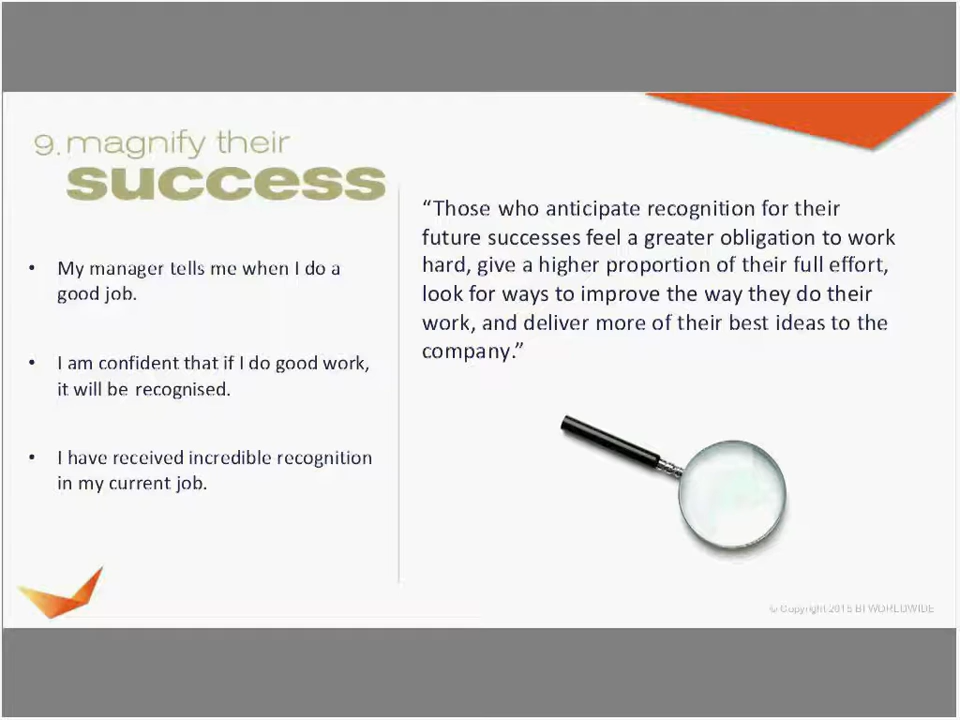 9. magnify their
success
• My manager tells me when I do a
good job.
• I am confident that if I do good work,
it will be recognised.
• I have received incredible recognition
in my current job.
“Those who anticipate recognition for their
future successes feel a greater obligation to work
hard, give a higher proportion of their full effort,
look for ways to improve the way they do their
work, and deliver more of their best ideas to the
company.”
© Copyright 2015 BI WORLDWIDE